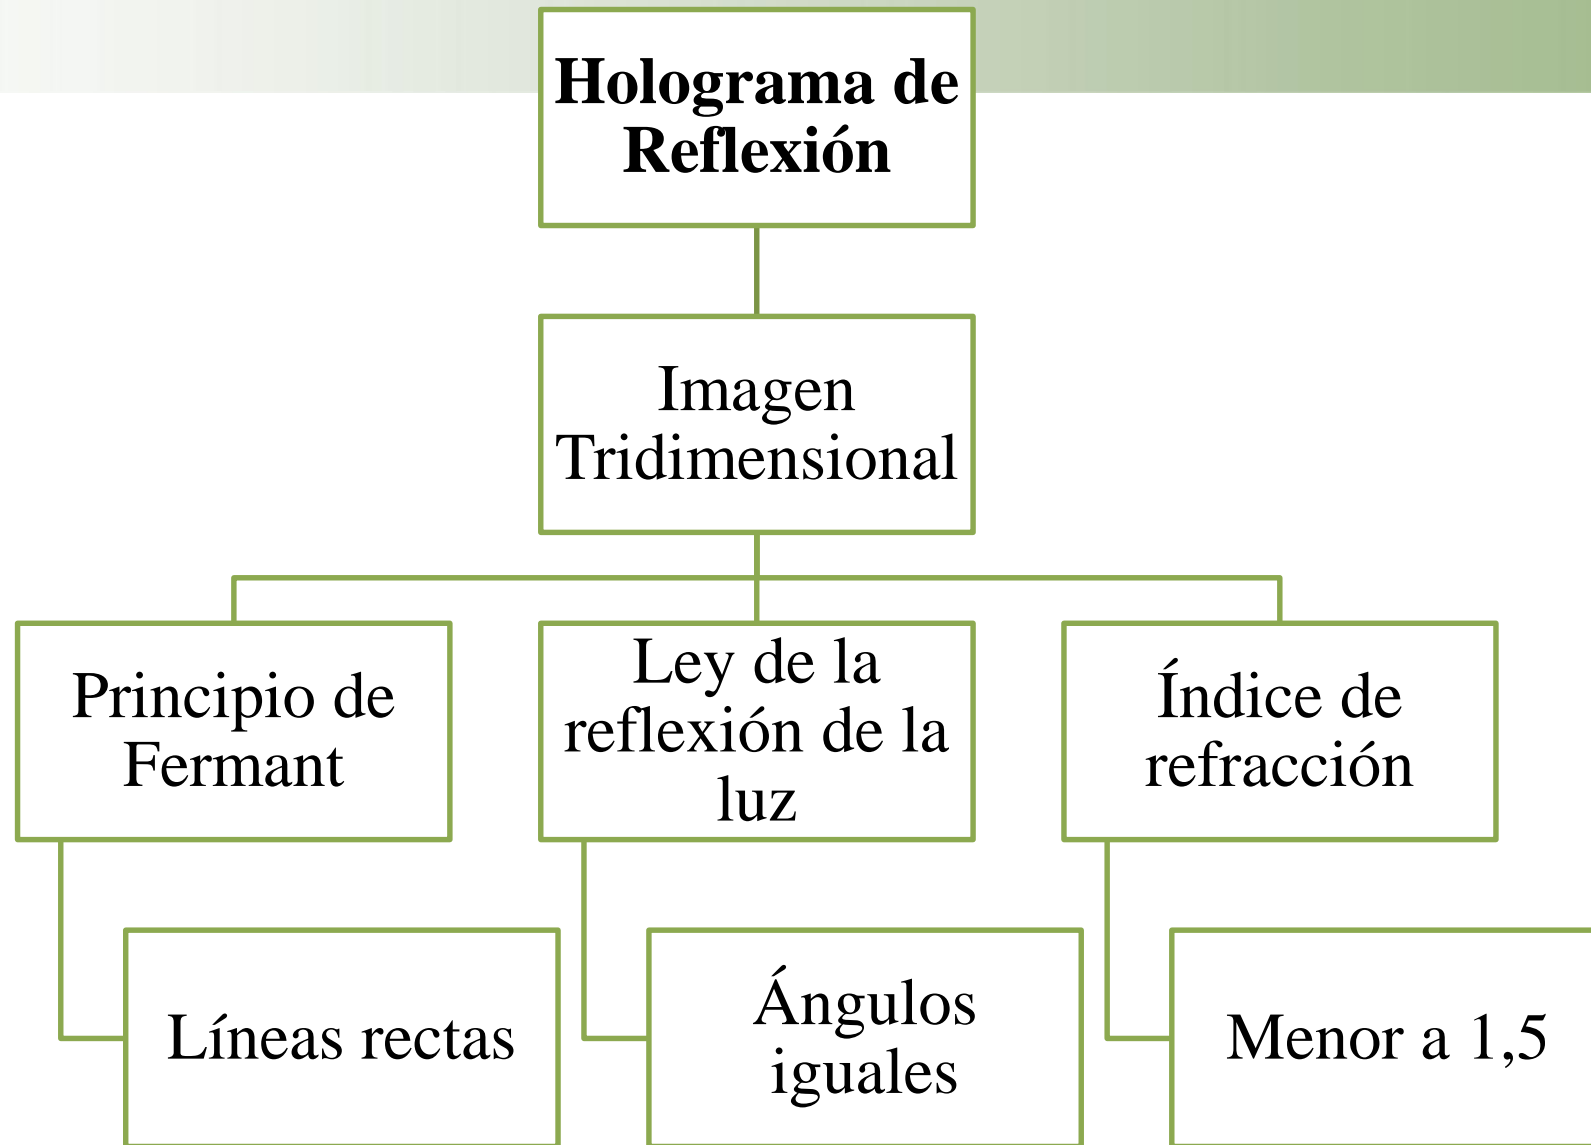 Holograma de
Reflexión
Imagen
Tridimensional
Principio de
Fermant
Ley de la
reflexión de la
luz
Índice de
refracción
Líneas rectas
Ángulos
iguales
Menor a 1,5